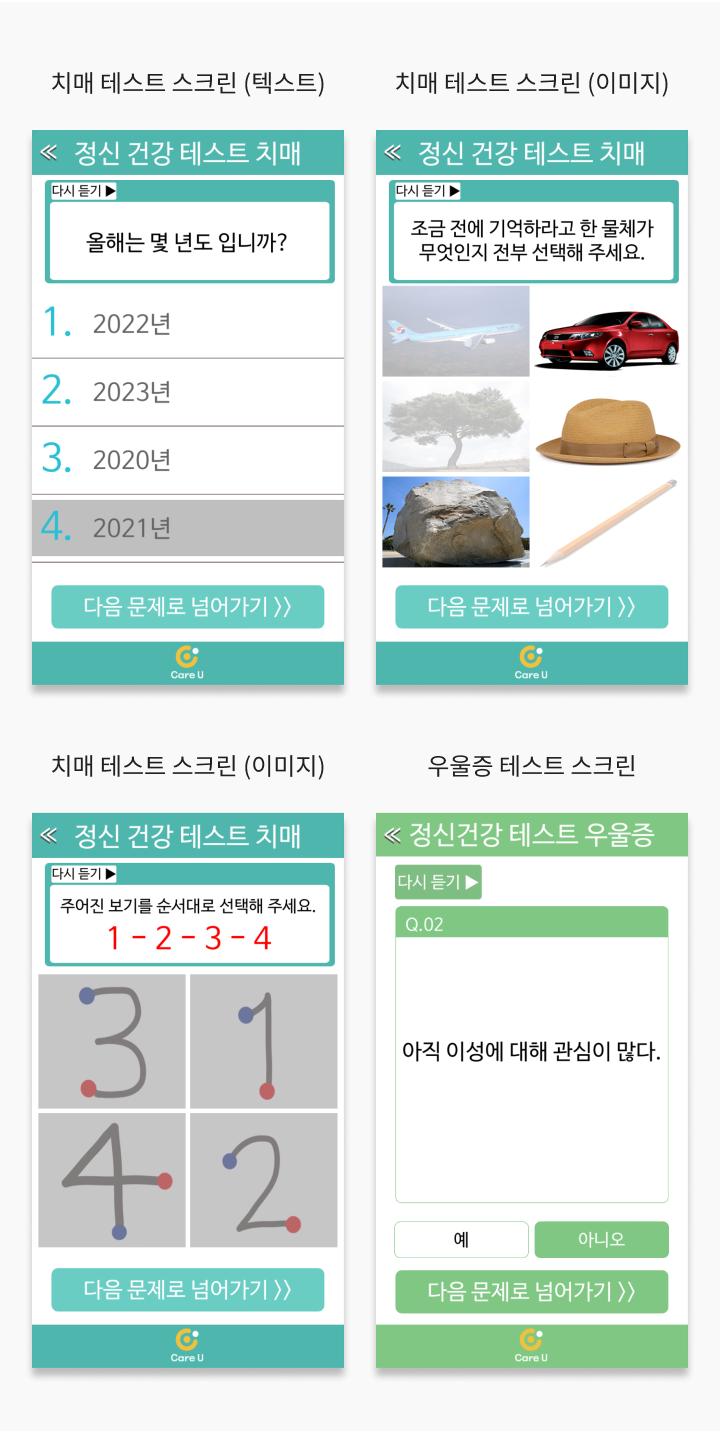 치매 테스트 스크린 (텍스트)
치매 테스트 스크린 (이미지)
≪ 정신 건강 테스트 치매
다시 듣기 ▶
올해는 몇 년도 입니까?
1. 2022년
2. 2023년
3. 2020년
4. 2021년
다음 문제로 넘어가기 〉〉
Care U
≪ 정신 건강 테스트 치매
다시 듣기 ▶
조금 전에 기억하라고 한 물체가
무엇인지 전부 선택해 주세요.
다음 문제로 넘어가기 〉〉
Care U
치매 테스트 스크린 (이미지)
우울증 테스트 스크린
≪ 정신 건강 테스트 치매
다시 듣기 ▶
주어진 보기를 순서대로 선택해 주세요.
1 - 2 - 3 - 4
3 1
4 2
다음 문제로 넘어가기 〉〉
Care U
≪ 정신건강 테스트 우울증
다시 듣기 ▶
Q.02
아직 이성에 대해 관심이 많다.
예 아니오
다음 문제로 넘어가기 〉〉
Care U